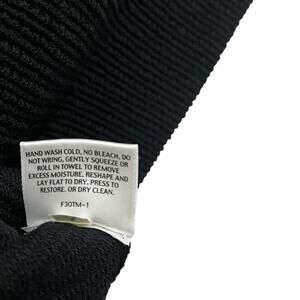 HAND WASH COLD, NO BLEACH, DO
NOT WRING, GENTLY SQUEEZE OR
ROLL IN TOWEL TO REMOVE
EXCESS MOISTURE. RESHAPE AND
LAY FLAT TO DRY. PRESS TO
RESTORE. OR DRY CLEAN.
F30TM-1